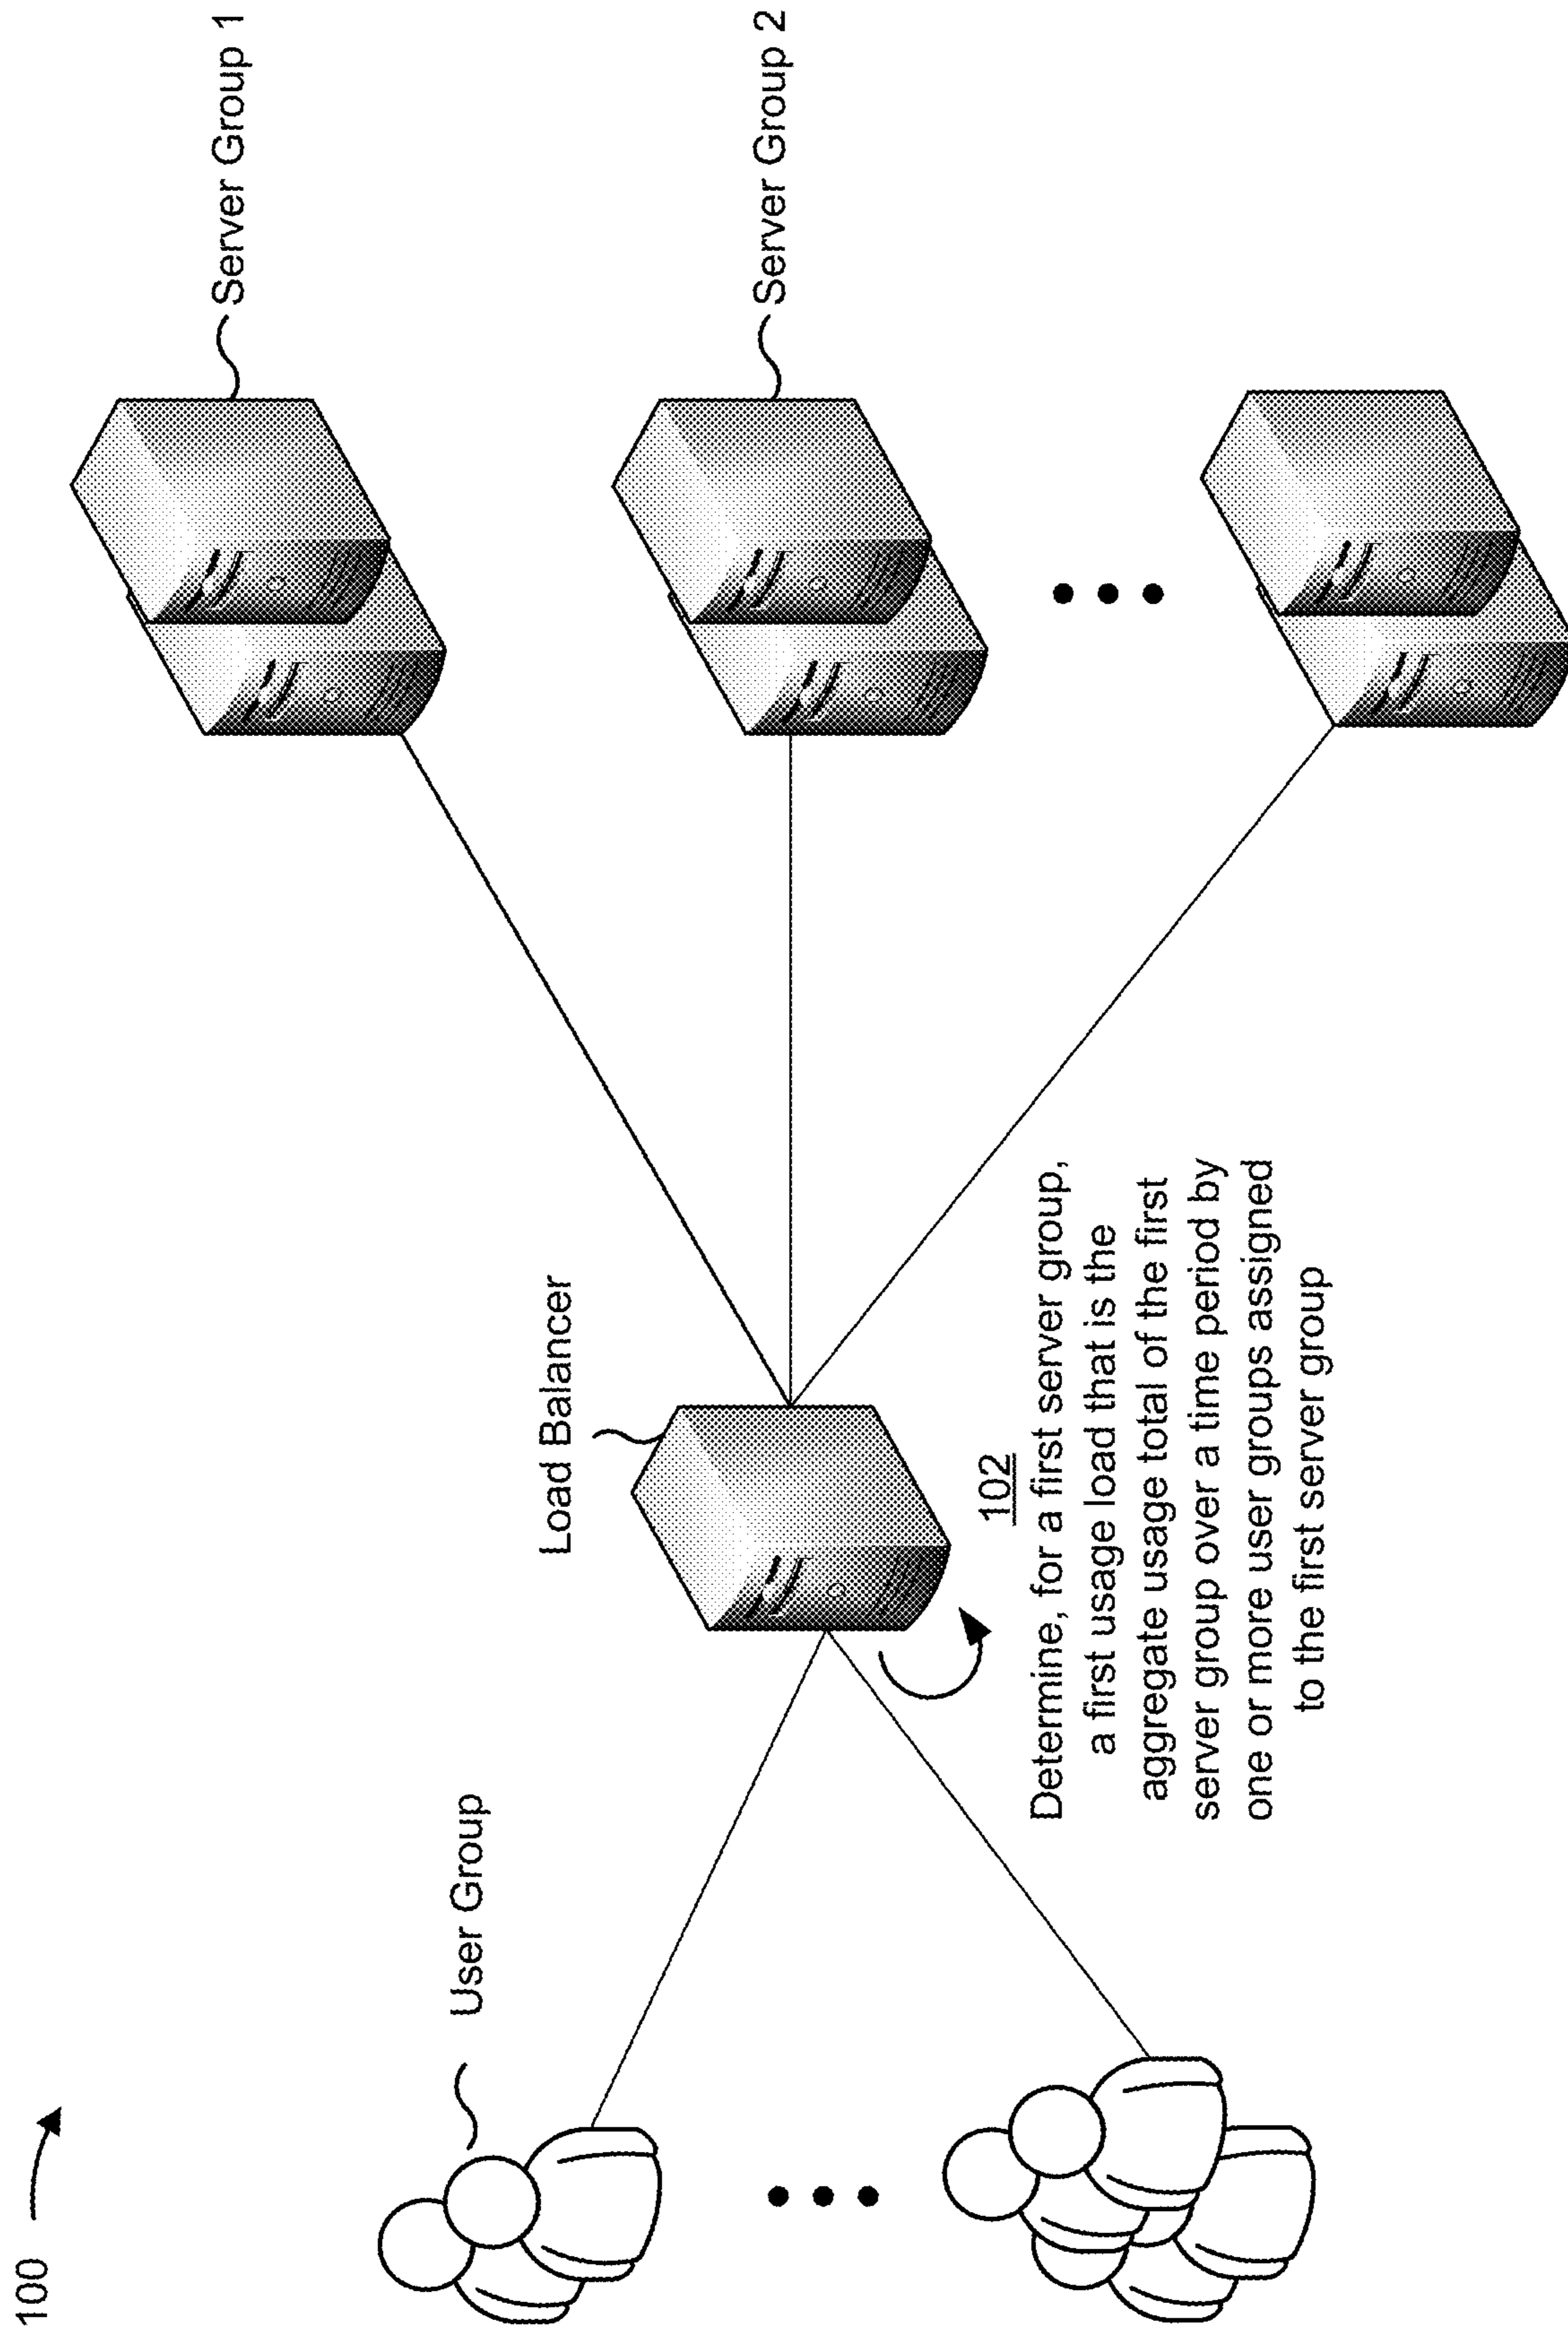 100
User Group
Load Balancer
Server Group 1
Server Group 2
102
Determine, for a first server group,
a first usage load that is the
aggregate usage total of the first
server group over a time period by
one or more user groups assigned
to the first server group